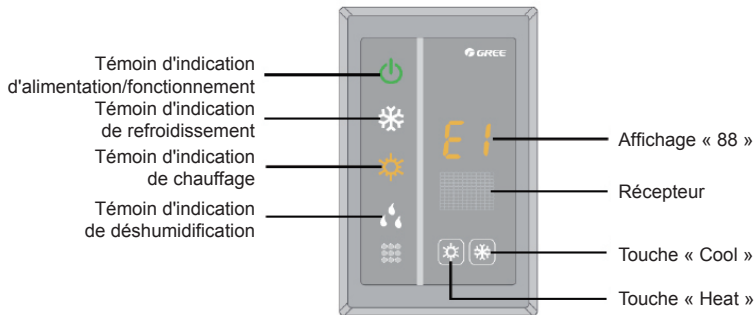 Témoin d'indication
d'alimentation/fonctionnement
Témoin d'indication
de refroidissement
Témoin d'indication
de chauffage
Témoin d'indication
de déshumidification
GREE
E1
Affichage « 88 »
Récepteur
Touche « Cool »
Touche « Heat »